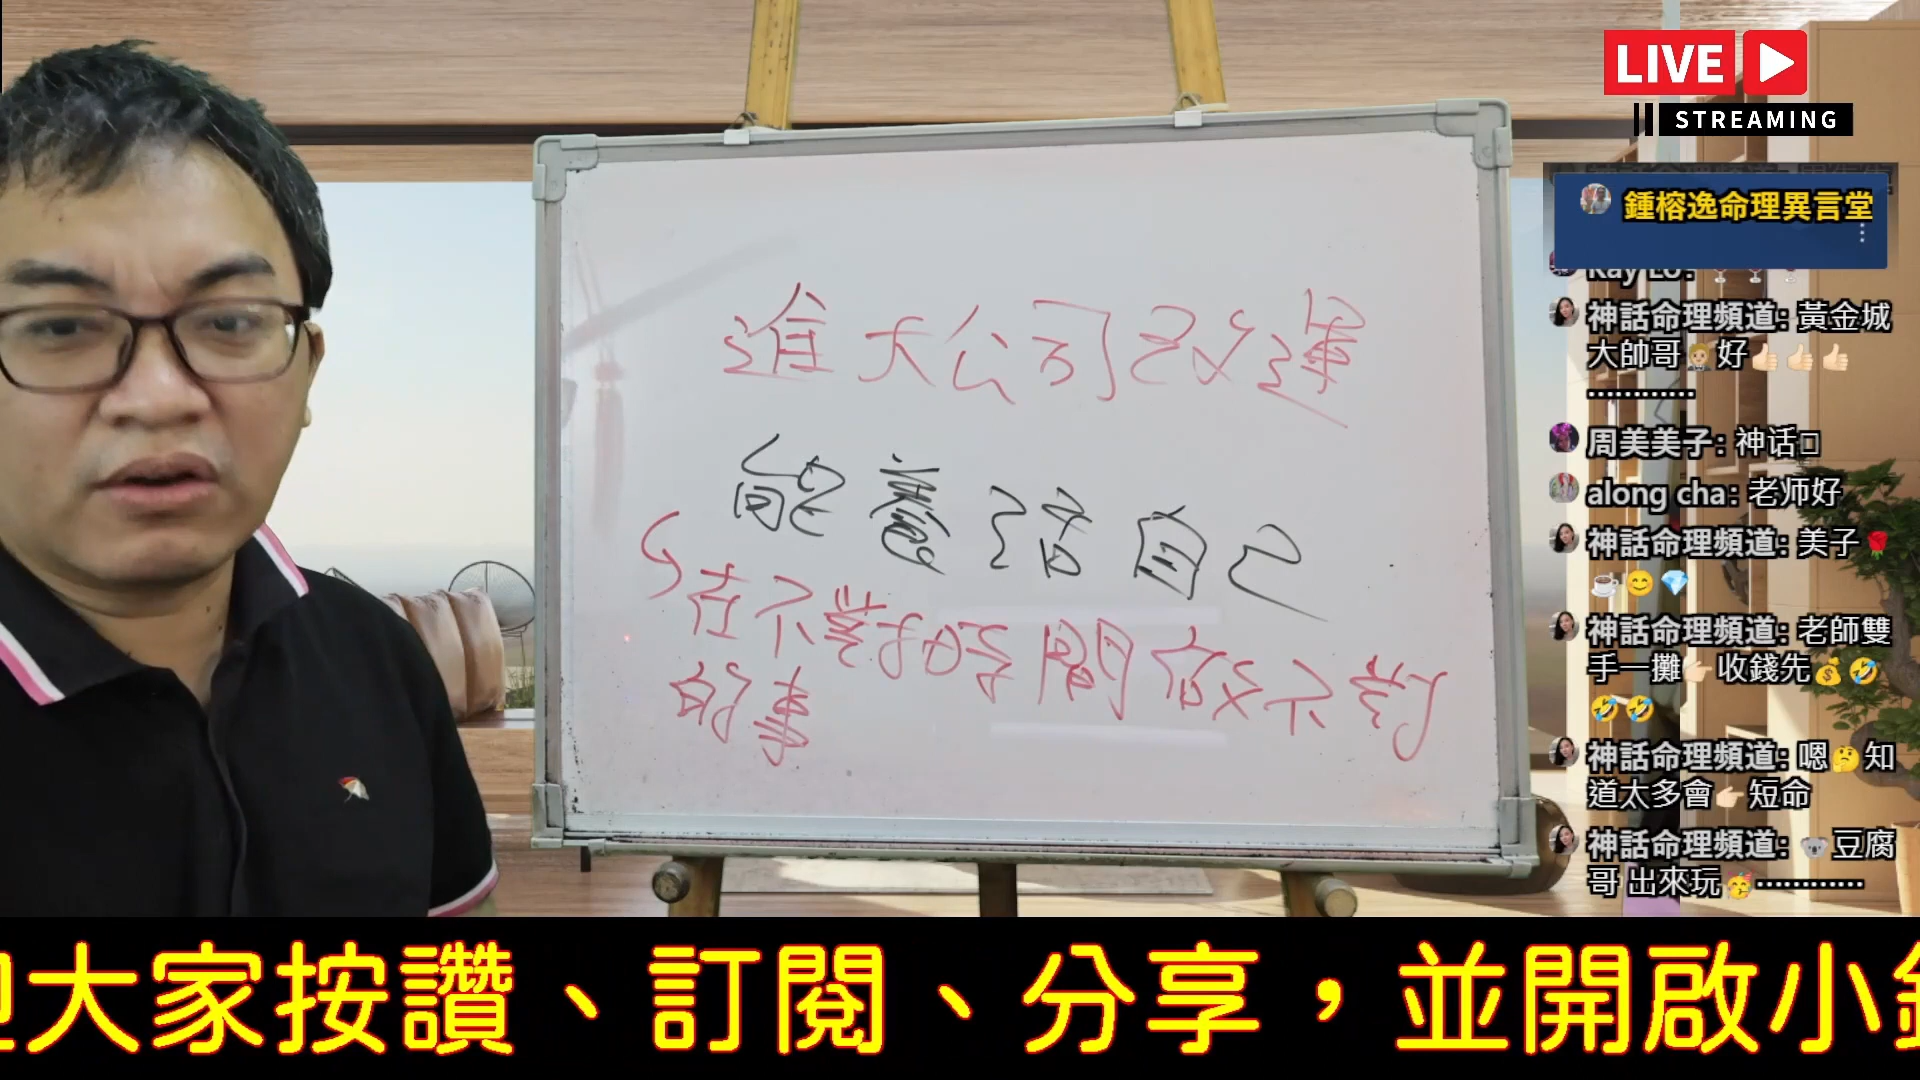 LIVE
STREAMING
鍾榕逸命理異言堂
Kay Lo:
神話命理頻道: 黃金城
大帥哥 好
............
周美美子: 神话
along cha: 老师好
神話命理頻道: 美子
神話命理頻道: 老師雙
手一攤 收錢先
神話命理頻道: 嗯 知
道太多會 短命
神話命理頻道: 豆腐
哥 出來玩 ............
進大公司改運
能養活自己
在不對時間做不對
的事
大家按讚、訂閱、分享，並開啟小